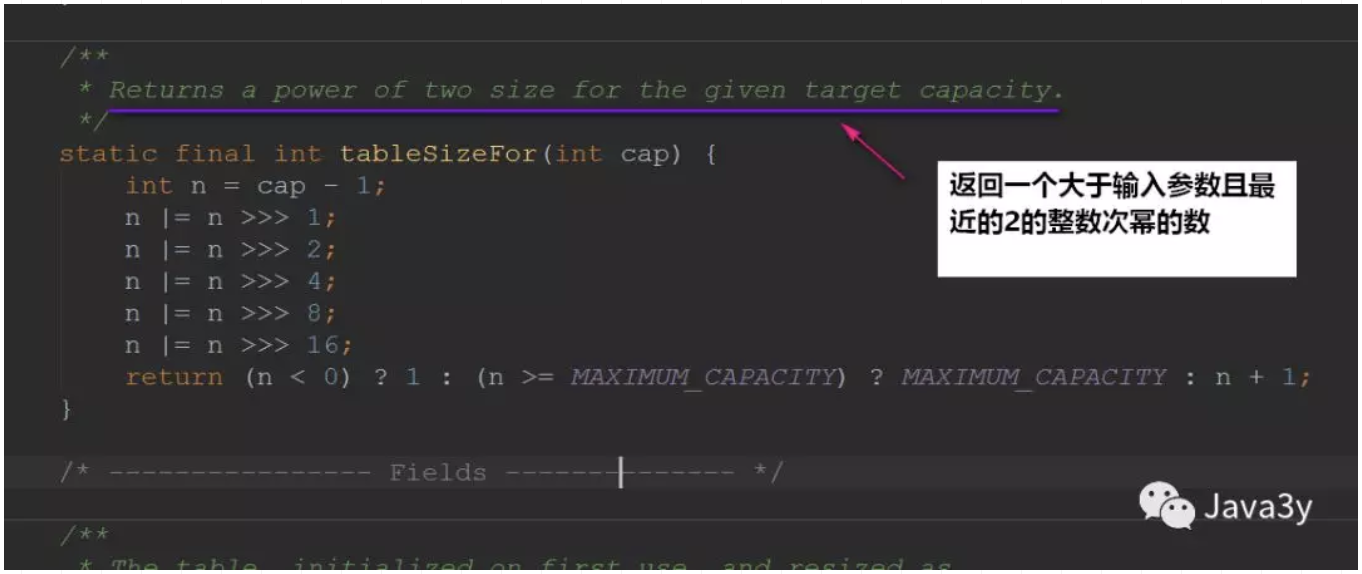 /**
* Returns a power of two size for the given target capacity.
*/
static final int tableSizeFor(int cap) {
int n = cap - 1;
n |= n >>> 1;
n |= n >>> 2;
n |= n >>> 4;
n |= n >>> 8;
n |= n >>> 16;
return (n < 0) ? 1 : (n >= MAXIMUM_CAPACITY) ? MAXIMUM_CAPACITY : n + 1;
}
返回一个大于输入参数且最
近的2的整数次幂的数
/* ---------------- Fields -------------- */
Java3y
/**
* The table, initialized on first use, and resized as